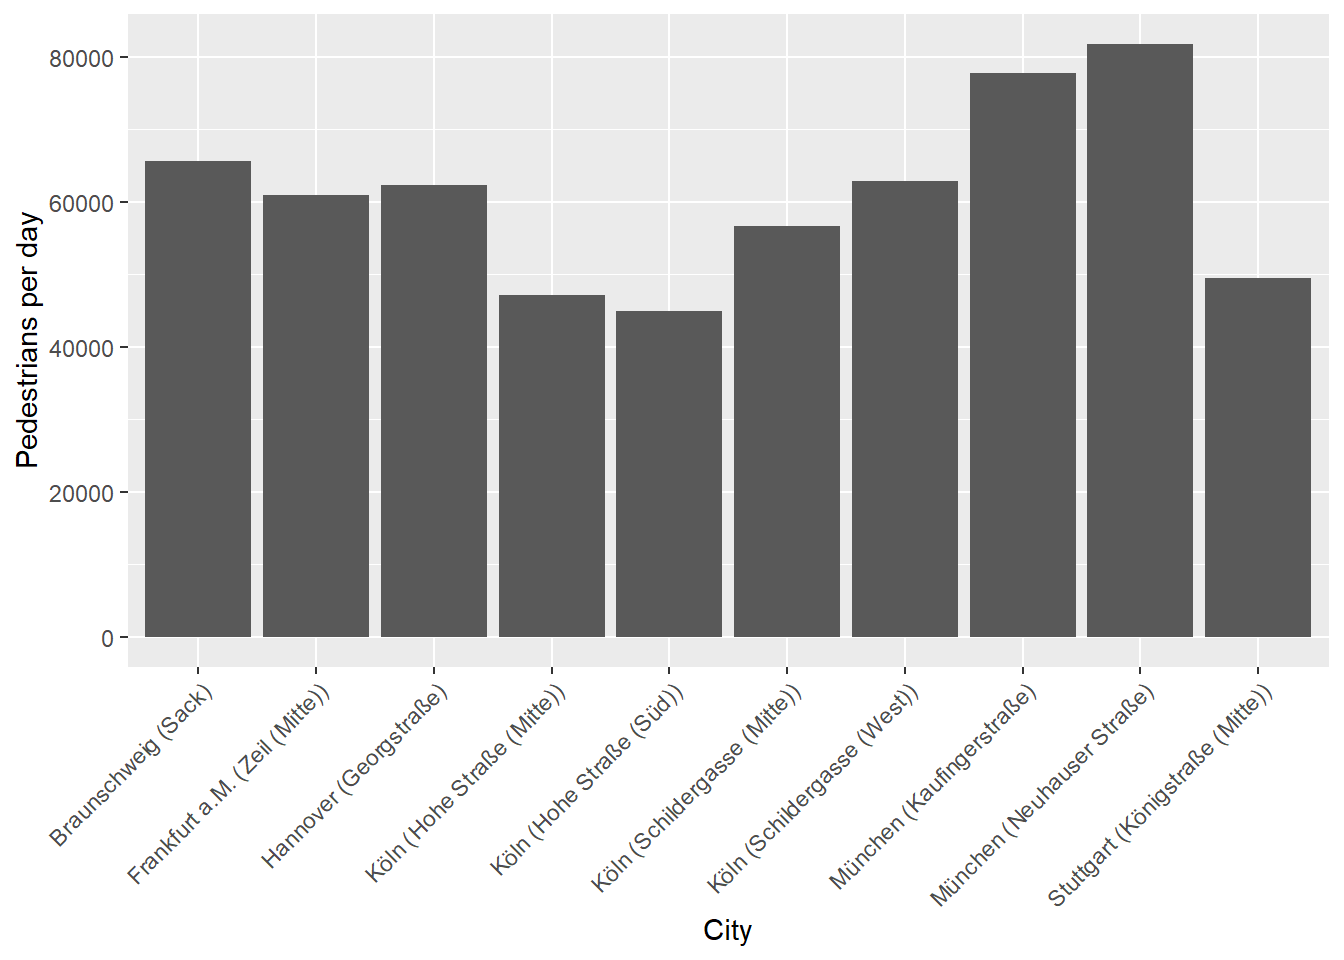 80000
60000
40000
20000
0
Pedestrians per day
Braunschweig (Sack)
Frankfurt a.M. (Zeil (Mitte))
Hannover (Georgstraße)
Köln (Hohe Straße (Mitte))
Köln (Hohe Straße (Süd))
Köln (Schildergasse (Mitte))
Köln (Schildergasse (West))
München (Kaufingerstraße)
München (Neuhauser Straße)
Stuttgart (Königstraße (Mitte))
City